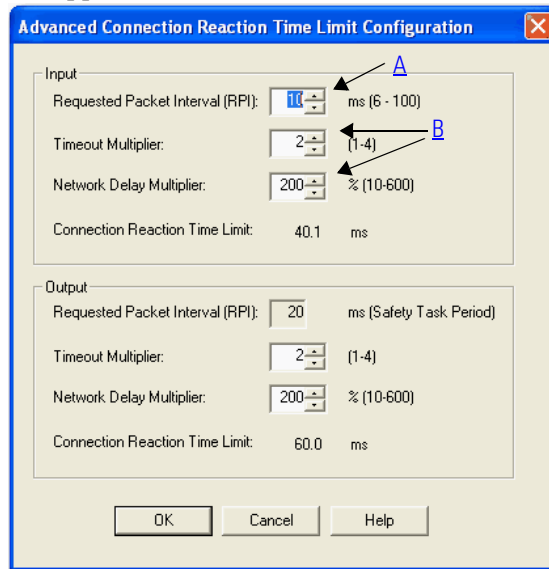 Advanced Connection Reaction Time Limit Configuration
Input
A
Requested Packet Interval (RPI): 10 ms (6 - 100)
B
Timeout Multiplier: 2 (1-4)
Network Delay Multiplier: 200 % (10-600)
Connection Reaction Time Limit: 40.1 ms
Output
Requested Packet Interval (RPI): 20 ms (Safety Task Period)
Timeout Multiplier: 2 (1-4)
Network Delay Multiplier: 200 % (10-600)
Connection Reaction Time Limit: 60.0 ms
OK Cancel Help